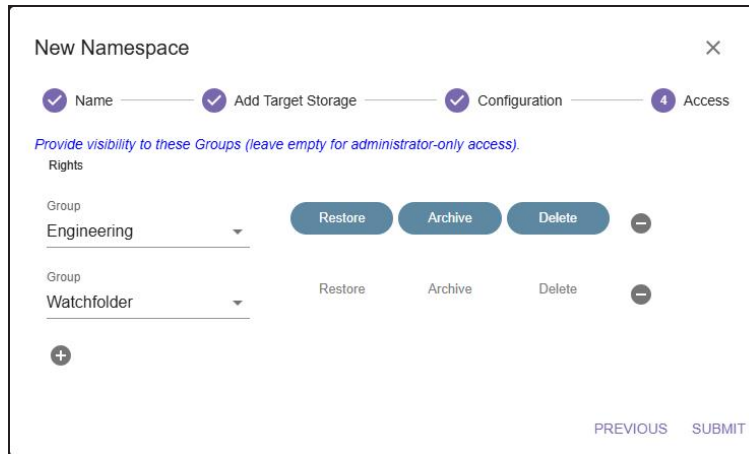 New Namespace
Name Add Target Storage Configuration 4 Access
Provide visibility to these Groups (leave empty for administrator-only access).
Rights
Group
Engineering Restore Archive Delete
Group
Watchfolder Restore Archive Delete
PREVIOUS SUBMIT